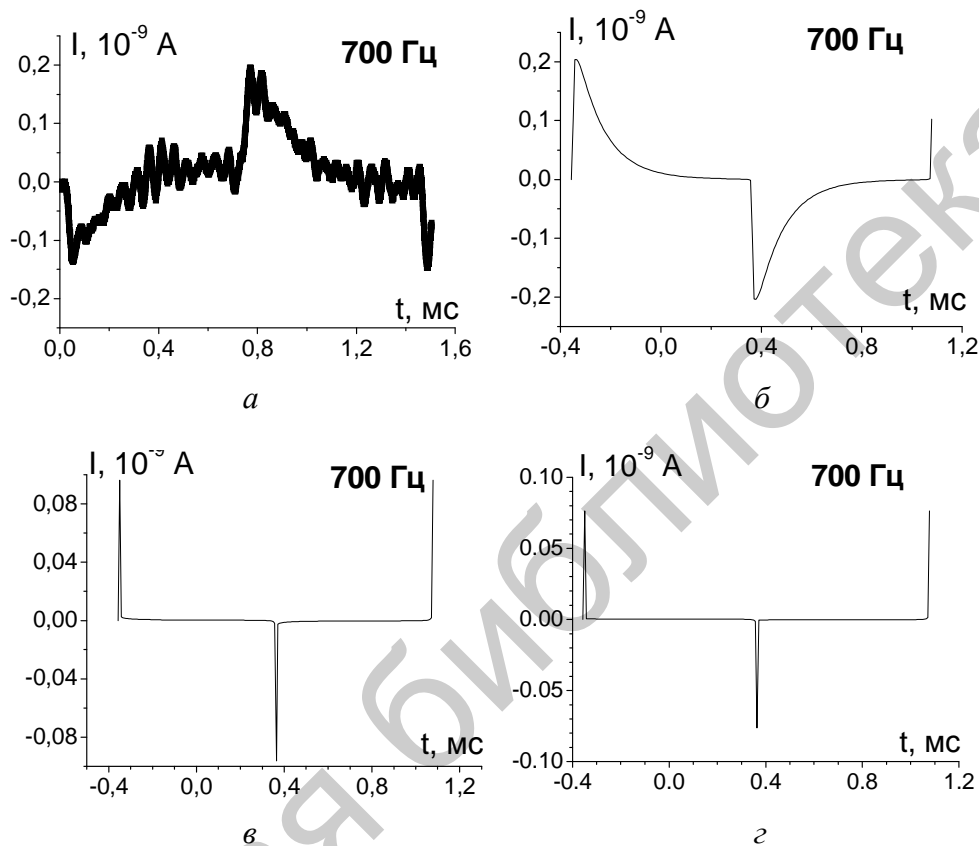 I, 10⁻⁹ А
700 Гц
0,2
0,1
0,0
-0,1
-0,2
t, мс
0,0 0,4 0,8 1,2 1,6
а
I, 10⁻⁹ А
700 Гц
0,2
0,1
0,0
-0,1
-0,2
t, мс
-0,4 0,0 0,4 0,8 1,2
б
I, 10⁻⁹ А
700 Гц
0,08
0,04
0,00
-0,04
-0,08
t, мс
-0,4 0,0 0,4 0,8 1,2
в
I, 10⁻⁹ А
700 Гц
0.10
0.05
0.00
-0.05
-0.10
t, мс
-0.4 0.0 0.4 0.8 1.2
г
ая библиотека